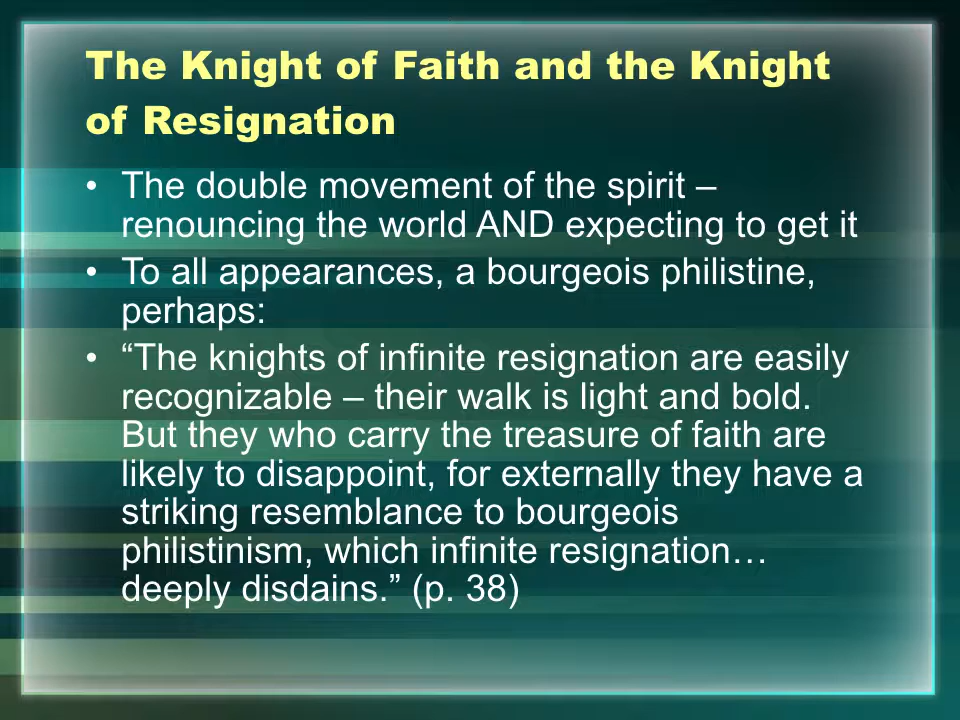 The Knight of Faith and the Knight
of Resignation
• The double movement of the spirit –
renouncing the world AND expecting to get it
• To all appearances, a bourgeois philistine,
perhaps:
• “The knights of infinite resignation are easily
recognizable – their walk is light and bold.
But they who carry the treasure of faith are
likely to disappoint, for externally they have a
striking resemblance to bourgeois
philistinism, which infinite resignation…
deeply disdains.” (p. 38)